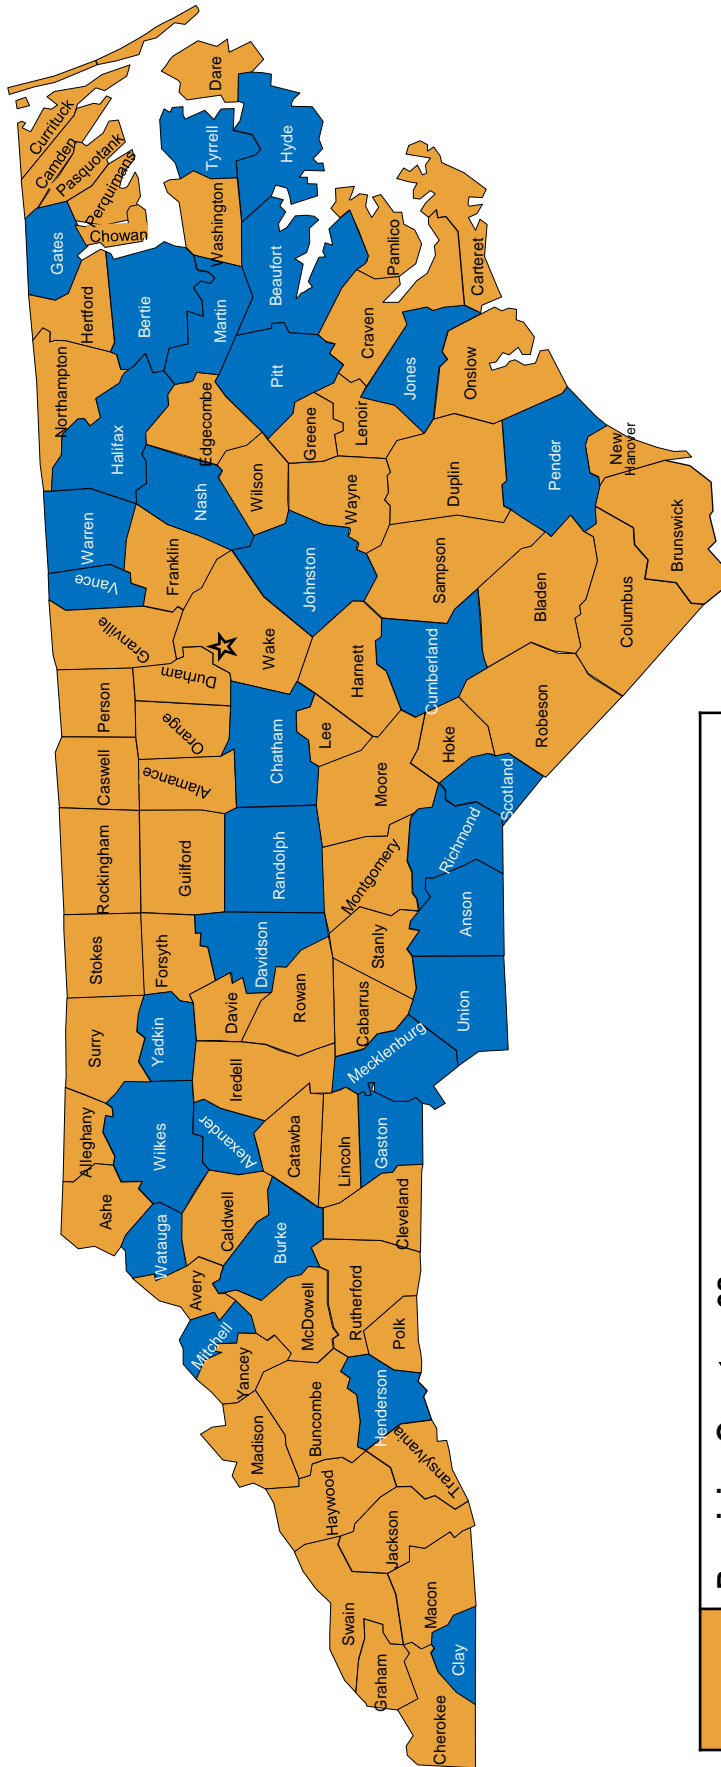 Cherokee
Graham
Swain
Clay
Macon
Jackson
Haywood
Transylvania
Madison
Buncombe
Henderson
Yancey
Mitchell
McDowell
Polk
Rutherford
Avery
Watauga
Caldwell
Burke
Cleveland
Ashe
Alleghany
Wilkes
Alexander
Catawba
Lincoln
Gaston
Surry
Yadkin
Iredell
Mecklenburg
Davie
Rowan
Cabarrus
Union
Stokes
Forsyth
Davidson
Stanly
Anson
Rockingham
Guilford
Randolph
Montgomery
Richmond
Caswell
Alamance
Chatham
Moore
Scotland
Person
Orange
Durham
Lee
Hoke
Granville
Wake
Harnett
Cumberland
Robeson
Vance
Warren
Franklin
Johnston
Sampson
Bladen
Columbus
Halifax
Nash
Wilson
Wayne
Duplin
Pender
Brunswick
New
Hanover
Northampton
Edgecombe
Greene
Lenoir
Jones
Onslow
Hertford
Bertie
Martin
Pitt
Craven
Gates
Chowan
Washington
Beaufort
Pamlico
Carteret
Perquimans
Pasquotank
Camden
Currituck
Tyrrell
Hyde
Dare